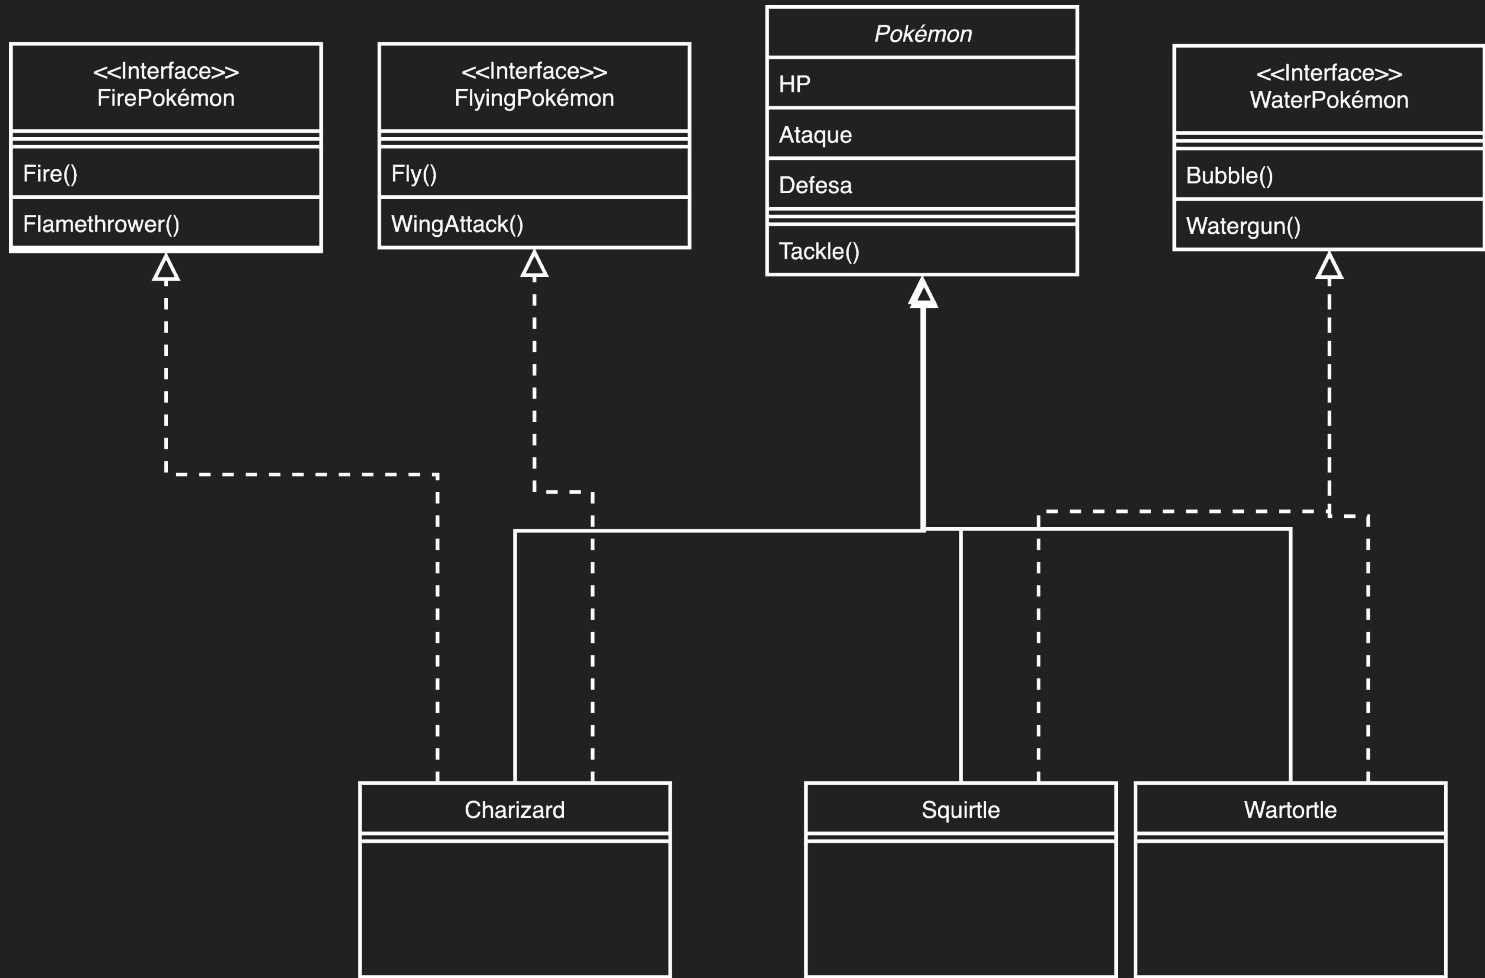 <<Interface>>
FirePokémon
Fire()
Flamethrower()
<<Interface>>
FlyingPokémon
Fly()
WingAttack()
Pokémon
HP
Ataque
Defesa
Tackle()
<<Interface>>
WaterPokémon
Bubble()
Watergun()
Charizard
Squirtle
Wartortle